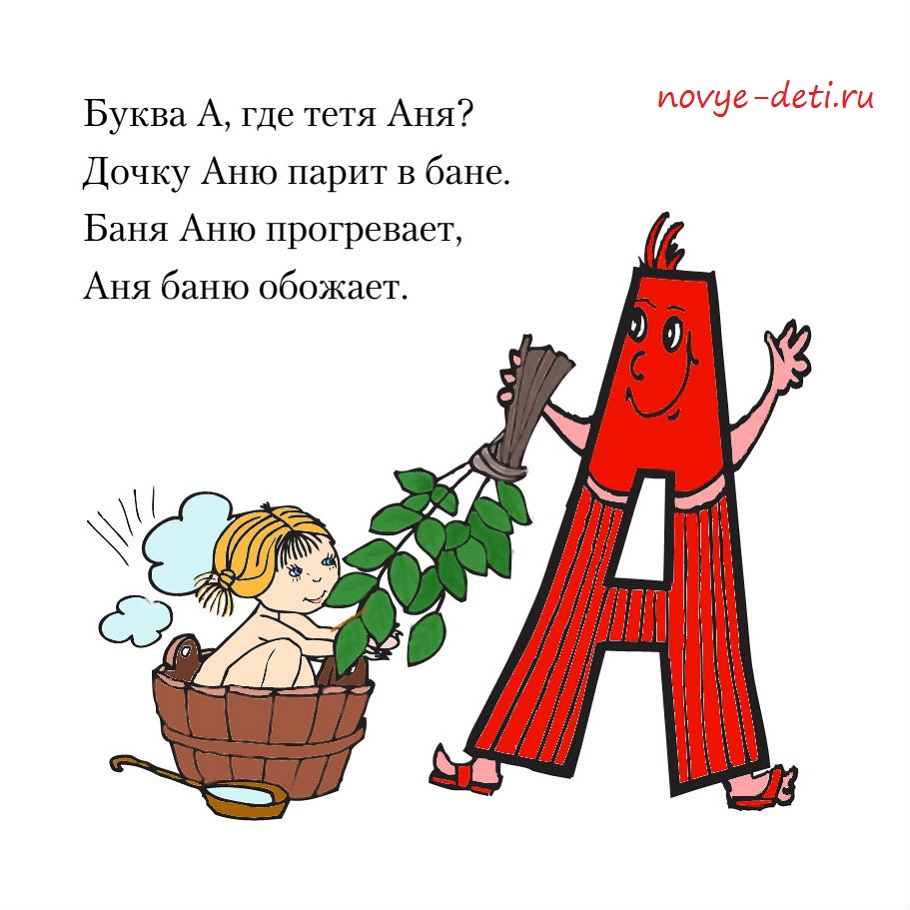 novye-deti.ru
Буква А, где тетя Аня?
Дочку Аню парит в бане.
Баня Аню прогревает,
Аня баню обожает.